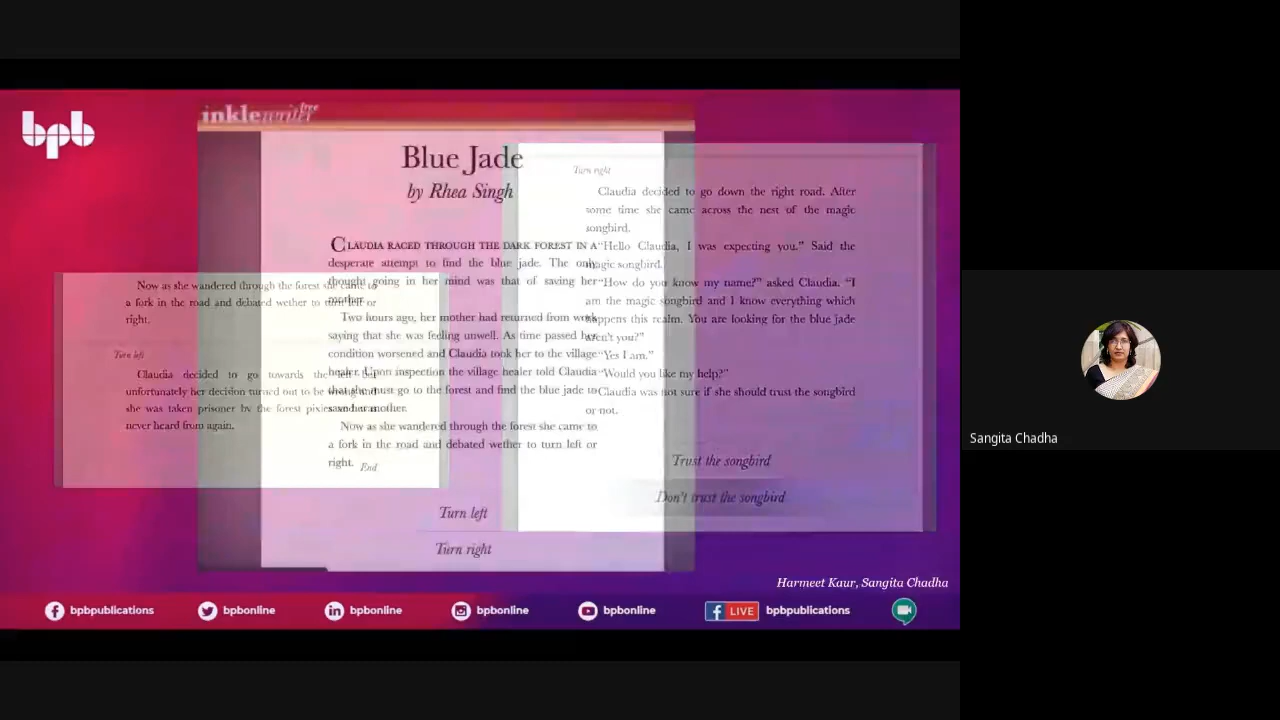 bpb
inklewriter free
Blue Jade
by Rhea Singh
CLAUDIA RACED THROUGH THE DARK FOREST IN A
desperate attempt to find the blue jade. The only
thought going in her mind was that of saving her
mother.
Two hours ago, her mother had returned from work
saying that she was feeling unwell. As time passed her
condition worsened and Claudia took her to the village
healer. Upon inspection the village healer told Claudia
that she must go to the forest and find the blue jade to
save her mother.
Now as she wandered through the forest she came to
a fork in the road and debated wether to turn left or
right.
Turn left
Turn right
Now as she wandered through the forest she came to
a fork in the road and debated wether to turn left or
right.
Turn left
Claudia decided to go towards the left but
unfortunately her decision turned out to be wrong and
she was taken prisoner by the forest pixies and was
never heard from again.
End
Turn right
Claudia decided to go down the right road. After
some time she came across the nest of the magic
songbird.
“Hello Claudia, I was expecting you.” Said the
magic songbird.
“How do you know my name?” asked Claudia. “I
am the magic songbird and I know everything which
happens this realm. You are looking for the blue jade
aren't you?”
“Yes I am.”
“Would you like my help?”
Claudia was not sure if she should trust the songbird
or not.
Trust the songbird
Don't trust the songbird
Harmeet Kaur, Sangita Chadha
bpbpublications
bpbonline
bpbonline
bpbonline
bpbonline
LIVE bpbpublications
Sangita Chadha